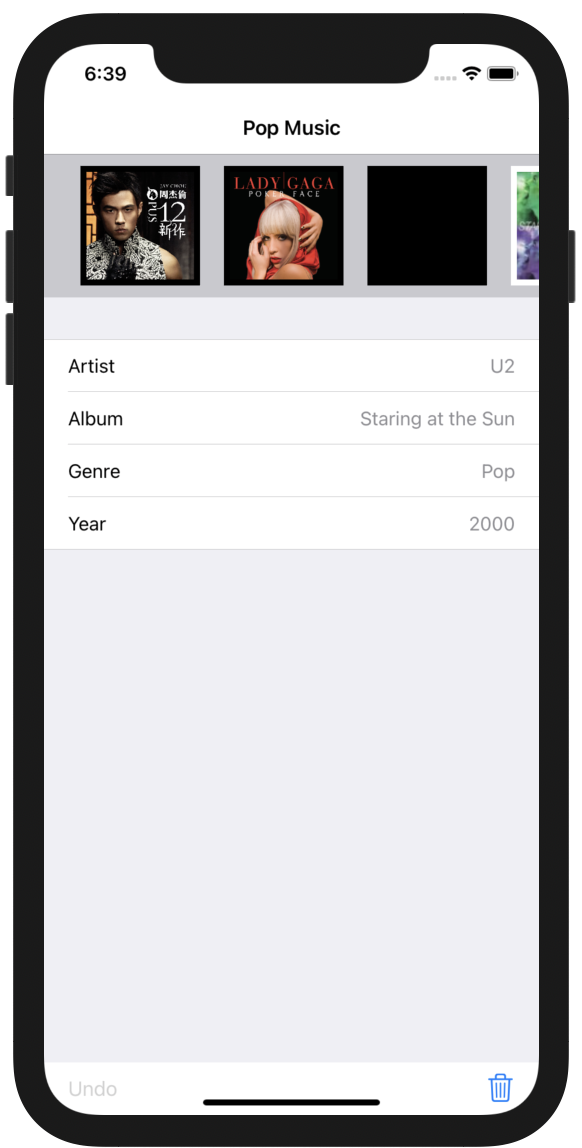 6:39
Pop Music
JAY CHOU
周杰倫
OPUS
12
新作
LADY GAGA
POKER FACE
Artist U2
Album Staring at the Sun
Genre Pop
Year 2000
Undo